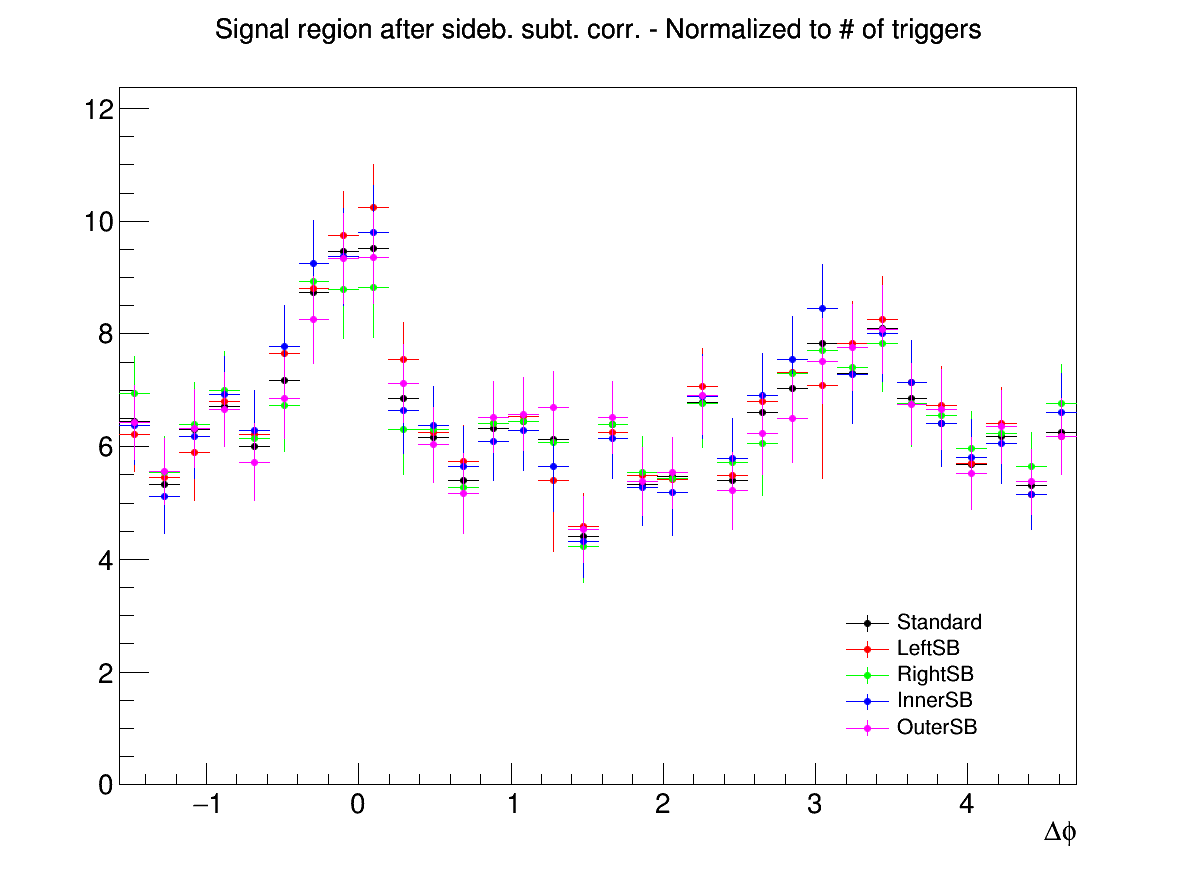 Signal region after sideb. subt. corr. - Normalized to # of triggers
12
10
8
6
4
2
0
Standard
LeftSB
RightSB
InnerSB
OuterSB
−1 0 1 2 3 4
Δϕ